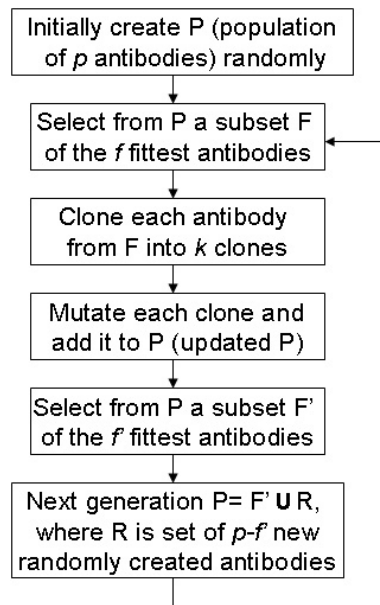 Initially create P (population
of p antibodies) randomly
Select from P a subset F
of the f fittest antibodies
Clone each antibody
from F into k clones
Mutate each clone and
add it to P (updated P)
Select from P a subset F'
of the f' fittest antibodies
Next generation P= F' U R,
where R is set of p-f' new
randomly created antibodies